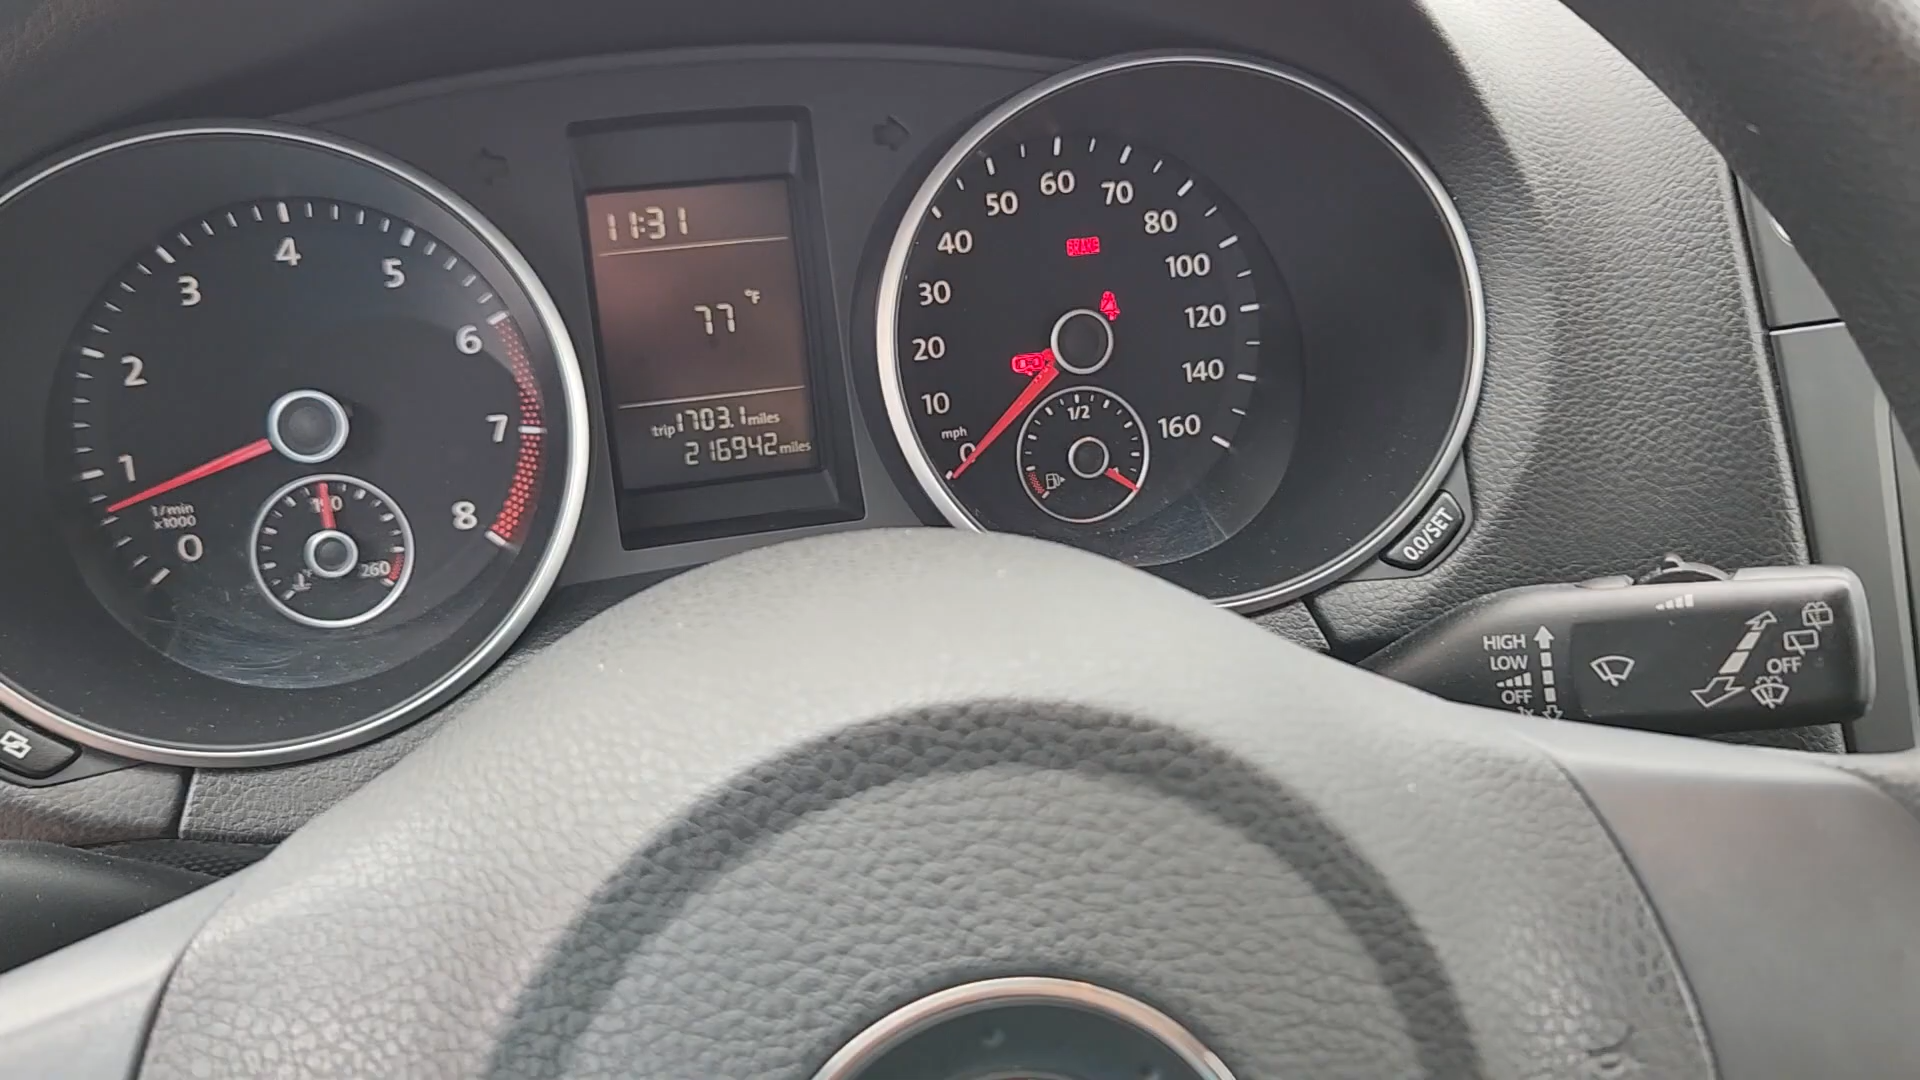 0
1
2
3
4
5
6
7
8
1/min
x1000
190
260
11:31
77 °F
trip 1703.1 miles
216942 miles
0
10
20
30
40
50
60
70
80
100
120
140
160
mph
BRAKE
1/2
0.0/SET
HIGH
LOW
OFF
1x
OFF